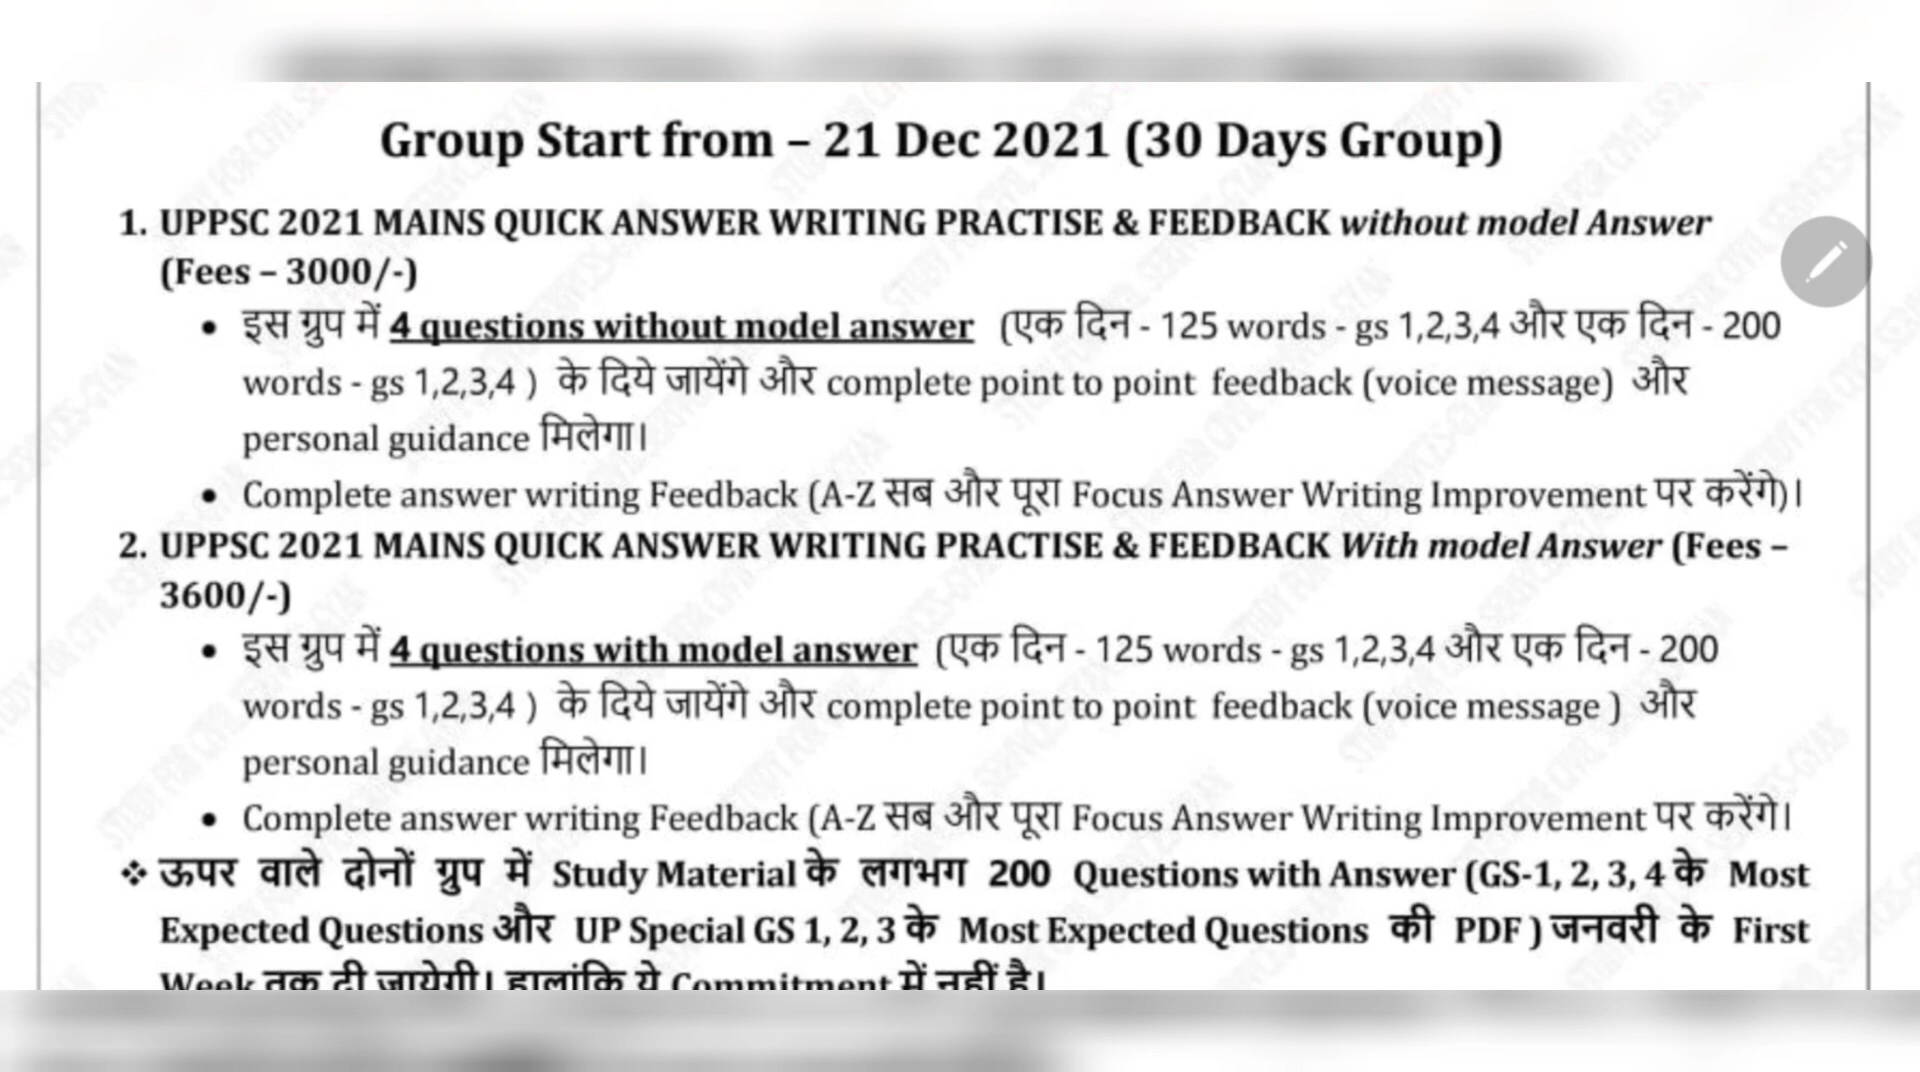 Group Start from – 21 Dec 2021 (30 Days Group)
1. UPPSC 2021 MAINS QUICK ANSWER WRITING PRACTISE & FEEDBACK without model Answer
(Fees – 3000/-)
• इस ग्रुप में 4 questions without model answer (एक दिन - 125 words - gs 1,2,3,4 और एक दिन - 200
words - gs 1,2,3,4 ) के दिये जायेंगे और complete point to point feedback (voice message) और
personal guidance मिलेगा।
• Complete answer writing Feedback (A-Z सब और पूरा Focus Answer Writing Improvement पर करेंगे)।
2. UPPSC 2021 MAINS QUICK ANSWER WRITING PRACTISE & FEEDBACK With model Answer (Fees –
3600/-)
• इस ग्रुप में 4 questions with model answer (एक दिन - 125 words - gs 1,2,3,4 और एक दिन - 200
words - gs 1,2,3,4 ) के दिये जायेंगे और complete point to point feedback (voice message ) और
personal guidance मिलेगा।
• Complete answer writing Feedback (A-Z सब और पूरा Focus Answer Writing Improvement पर करेंगे।
❖ ऊपर वाले दोनों ग्रुप में Study Material के लगभग 200 Questions with Answer (GS-1, 2, 3, 4 के Most
Expected Questions और UP Special GS 1, 2, 3 के Most Expected Questions की PDF ) जनवरी के First
Week तक दी जायेगी। हालांकि ये Commitment में नहीं है।